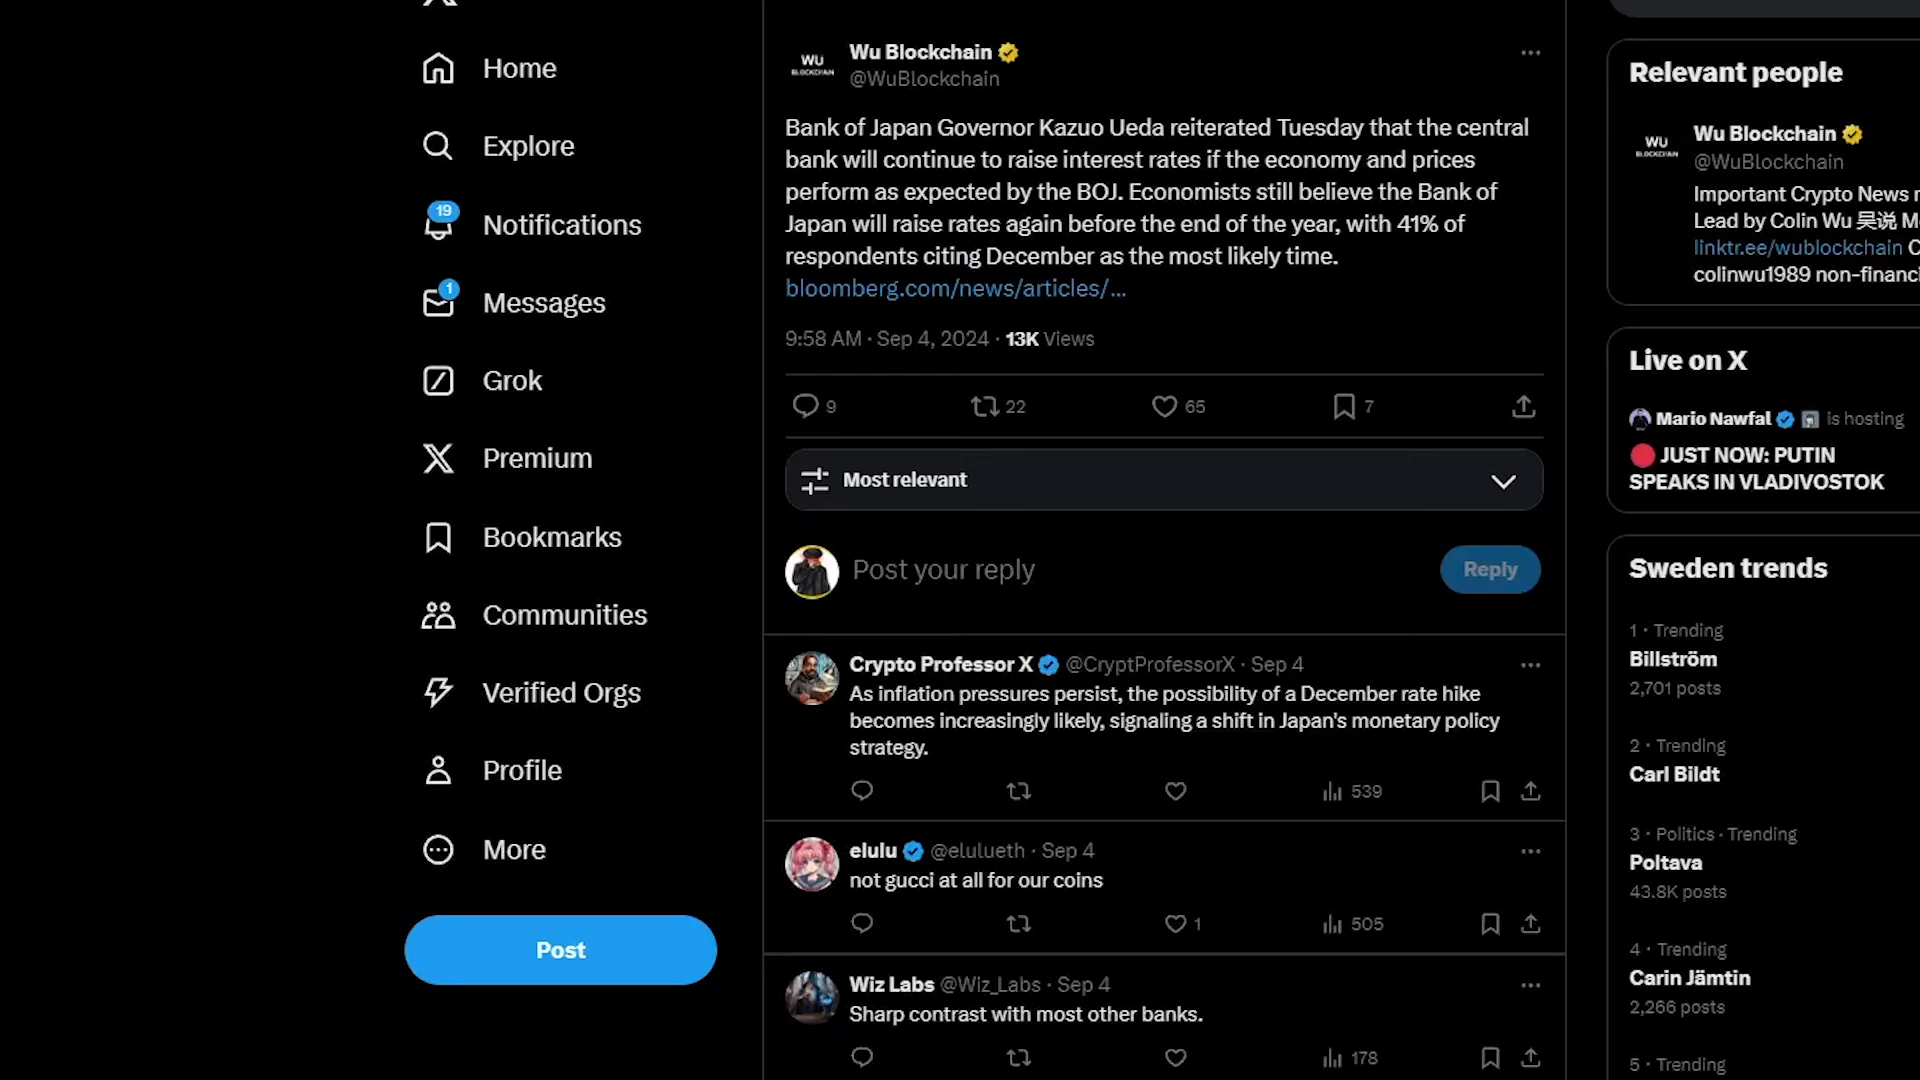 Home
Explore
19
Notifications
1
Messages
Grok
Premium
Bookmarks
Communities
Verified Orgs
Profile
More
Post
WU
BLOCKCHAIN
Wu Blockchain
@WuBlockchain
Bank of Japan Governor Kazuo Ueda reiterated Tuesday that the central
bank will continue to raise interest rates if the economy and prices
perform as expected by the BOJ. Economists still believe the Bank of
Japan will raise rates again before the end of the year, with 41% of
respondents citing December as the most likely time.
bloomberg.com/news/articles/…
9:58 AM · Sep 4, 2024 · 13K Views
9 22 65 7
Most relevant
Post your reply
Reply
Crypto Professor X @CryptProfessorX · Sep 4
As inflation pressures persist, the possibility of a December rate hike
becomes increasingly likely, signaling a shift in Japan's monetary policy
strategy.
539
elulu @elulueth · Sep 4
not gucci at all for our coins
1 505
Wiz Labs @Wiz_Labs · Sep 4
Sharp contrast with most other banks.
178
Relevant people
WU
BLOCKCHAIN
Wu Blockchain
@WuBlockchain
Important Crypto News
Lead by Colin Wu 吴说
linktr.ee/wublockchain
colinwu1989
Live on X
Mario Nawfal is hosting
JUST NOW: PUTIN
SPEAKS IN VLADIVOSTOK
Sweden trends
1 · Trending
Billström
2,701 posts
2 · Trending
Carl Bildt
3 · Politics · Trending
Poltava
43.8K posts
4 · Trending
Carin Jämtin
2,266 posts
5 · Trending